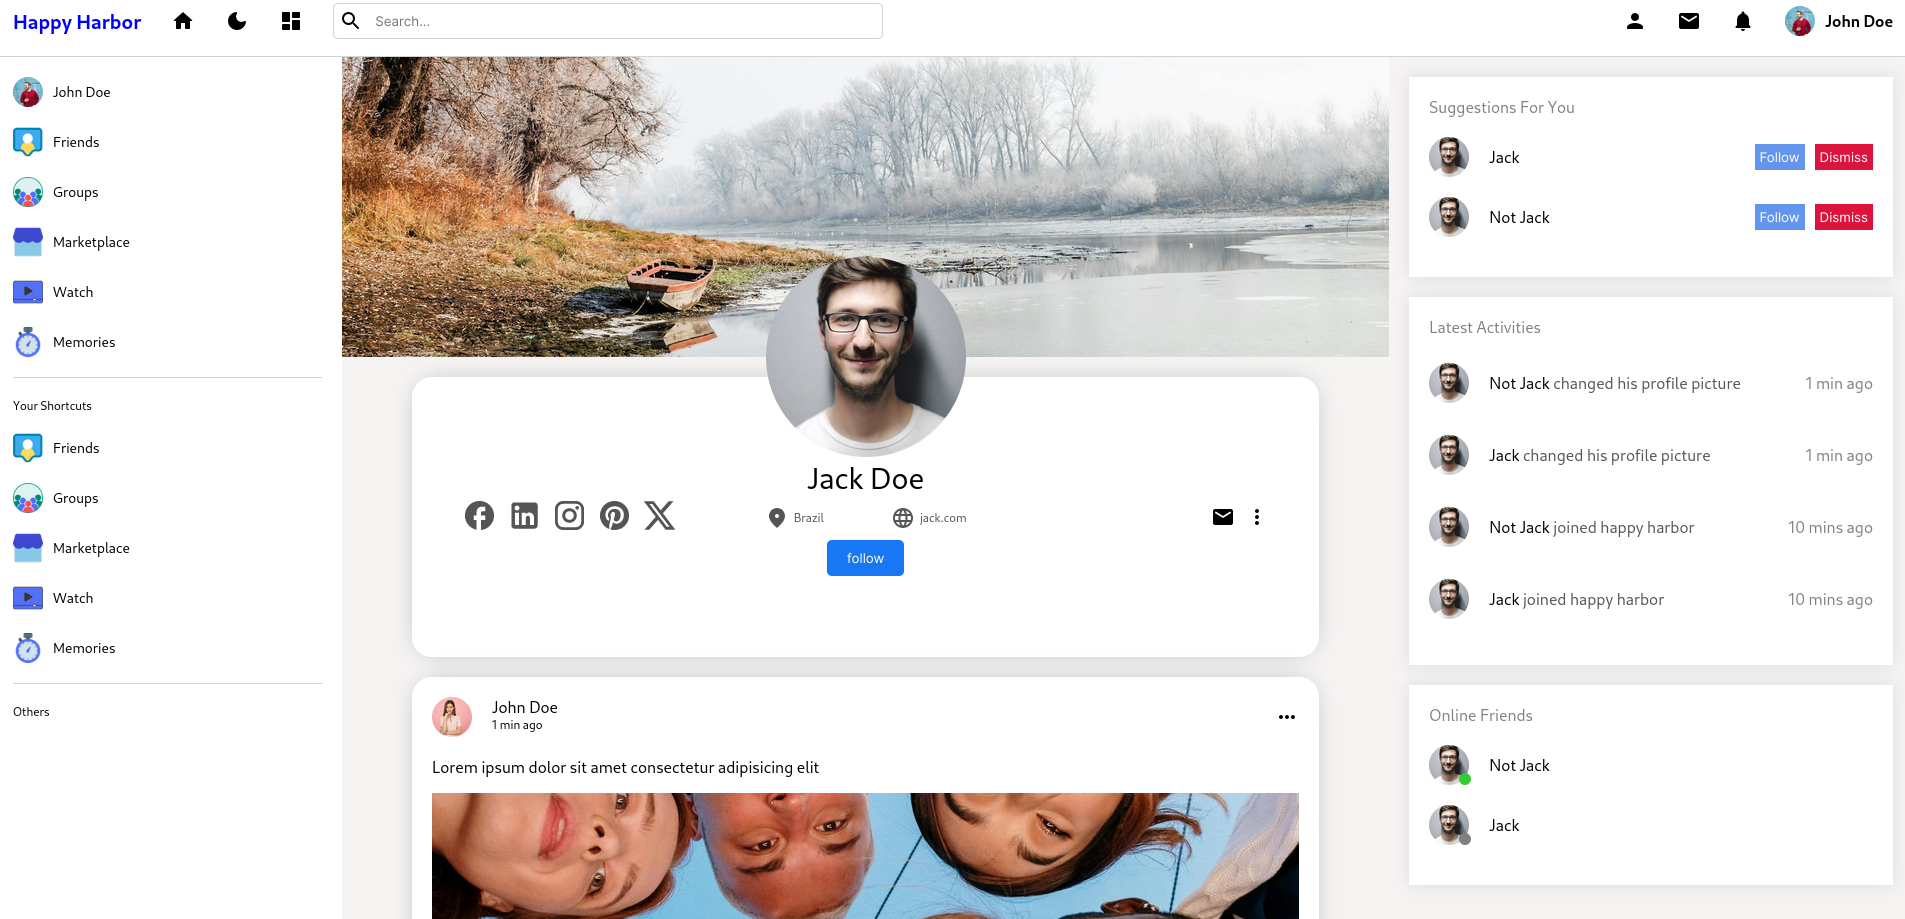 Happy Harbor
Search...
John Doe
John Doe
Friends
Groups
Marketplace
Watch
Memories
Your Shortcuts
Friends
Groups
Marketplace
Watch
Memories
Others
Jack Doe
Brazil
jack.com
follow
John Doe
1 min ago
Lorem ipsum dolor sit amet consectetur adipisicing elit
Suggestions For You
Jack
Follow
Dismiss
Not Jack
Follow
Dismiss
Latest Activities
Not Jack changed his profile picture
1 min ago
Jack changed his profile picture
1 min ago
Not Jack joined happy harbor
10 mins ago
Jack joined happy harbor
10 mins ago
Online Friends
Not Jack
Jack